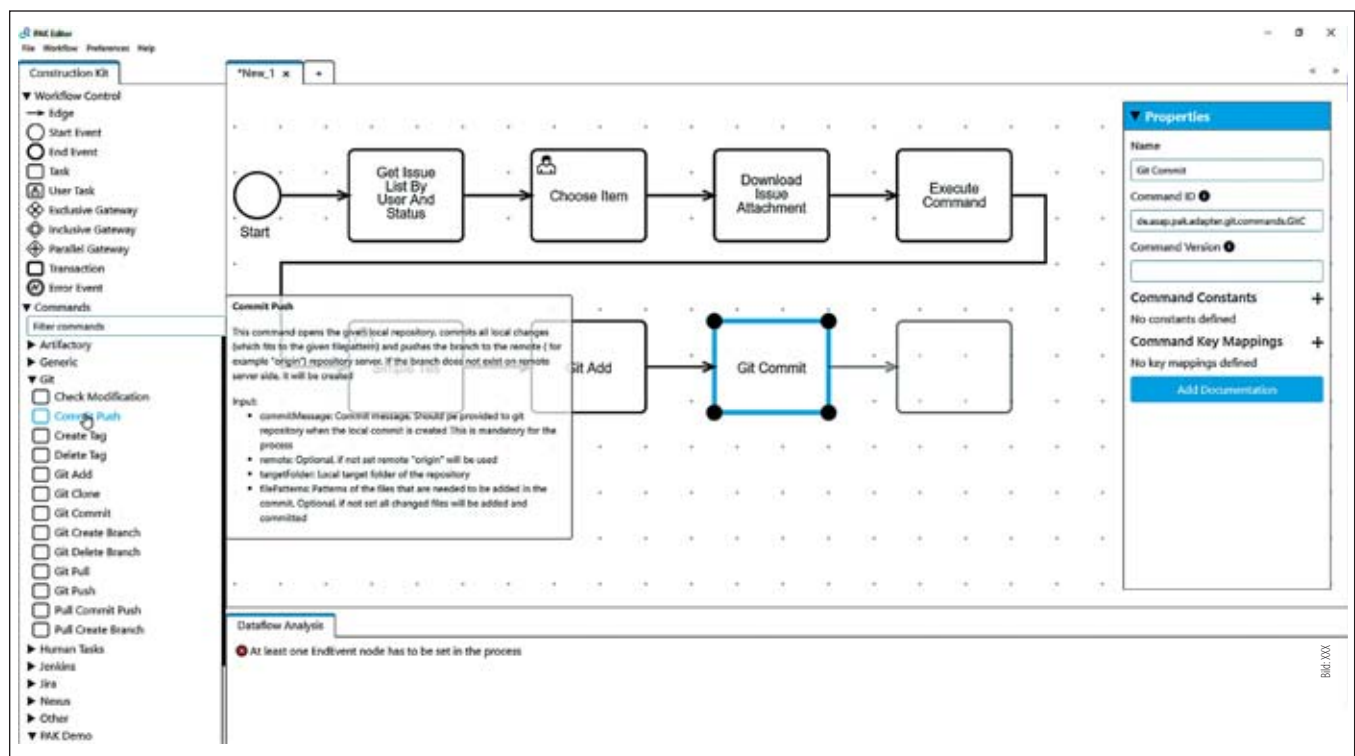 PAK Editor
File Workflow Preferences Help
Construction Kit
*New_1 x +
Workflow Control
Edge
Start Event
End Event
Task
User Task
Exclusive Gateway
Inclusive Gateway
Parallel Gateway
Transaction
Error Event
Commands
Filter commands
Artifactory
Generic
Git
Check Modification
Commit Push
Create Tag
Delete Tag
Git Add
Git Clone
Git Commit
Git Create Branch
Git Delete Branch
Git Pull
Git Push
Pull Commit Push
Pull Create Branch
Human Tasks
Jenkins
Jira
Nexus
Other
PAK Demo
Start
Get Issue
List By
User And
Status
Choose Item
Download
Issue
Attachment
Execute
Command
Git Add
Git Commit
Commit Push
This command opens the given local repository, commits all local changes
(which fits to the given filepattern) and pushes the branch to the remote ( for
example "origin") repository server. If the branch does not exist on remote
server side, it will be created
Input:
• commitMessage: Commit message. Should be provided to git
repository when the local commit is created This is mandatory for the
process
• remote: Optional, if not set remote "origin" will be used
• targetFolder: Local target folder of the repository
• filePatterns: Patterns of the files that are needed to be added in the
commit. Optional, if not set all changed files will be added and
committed
Properties
Name
Git Commit
Command ID
de.asap.pak.adapter.git.commands.GitC
Command Version
Command Constants +
No constants defined
Command Key Mappings +
No key mappings defined
Add Documentation
Dataflow Analysis
At least one EndEvent node has to be set in the process
Bild: XXX